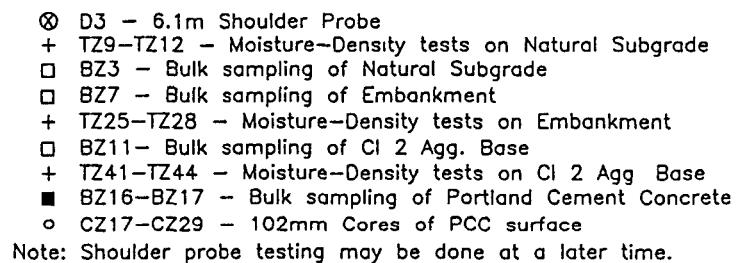 ⊗ D3 – 6.1m Shoulder Probe
+ TZ9–TZ12 – Moisture–Density tests on Natural Subgrade
□ BZ3 – Bulk sampling of Natural Subgrade
□ BZ7 – Bulk sampling of Embankment
+ TZ25–TZ28 – Moisture–Density tests on Embankment
□ BZ11– Bulk sampling of Cl 2 Agg. Base
+ TZ41–TZ44 – Moisture–Density tests on Cl 2 Agg Base
■ BZ16–BZ17 – Bulk sampling of Portland Cement Concrete
○ CZ17–CZ29 – 102mm Cores of PCC surface
Note: Shoulder probe testing may be done at a later time.